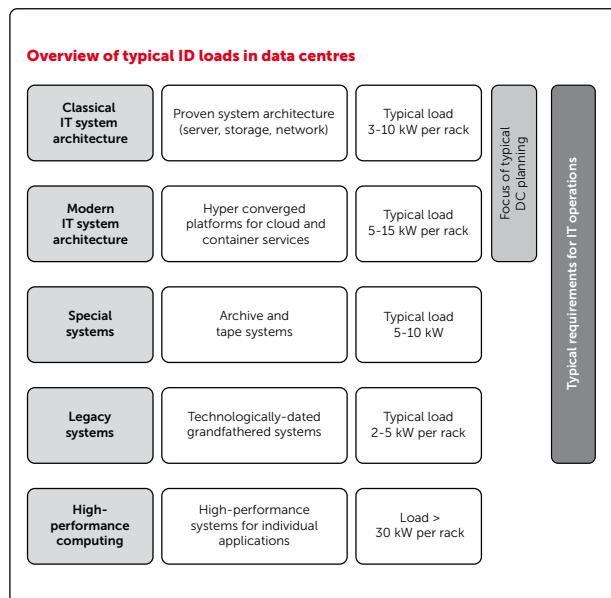 Overview of typical ID loads in data centres
Classical
IT system
architecture
Proven system architecture
(server, storage, network)
Typical load
3-10 kW per rack
Focus of typical
DC planning
Typical requirements for IT operations
Modern
IT system
architecture
Hyper converged
platforms for cloud and
container services
Typical load
5-15 kW per rack
Special
systems
Archive and
tape systems
Typical load
5-10 kW
Legacy
systems
Technologically-dated
grandfathered systems
Typical load
2-5 kW per rack
High-
performance
computing
High-performance
systems for individual
applications
Load >
30 kW per rack